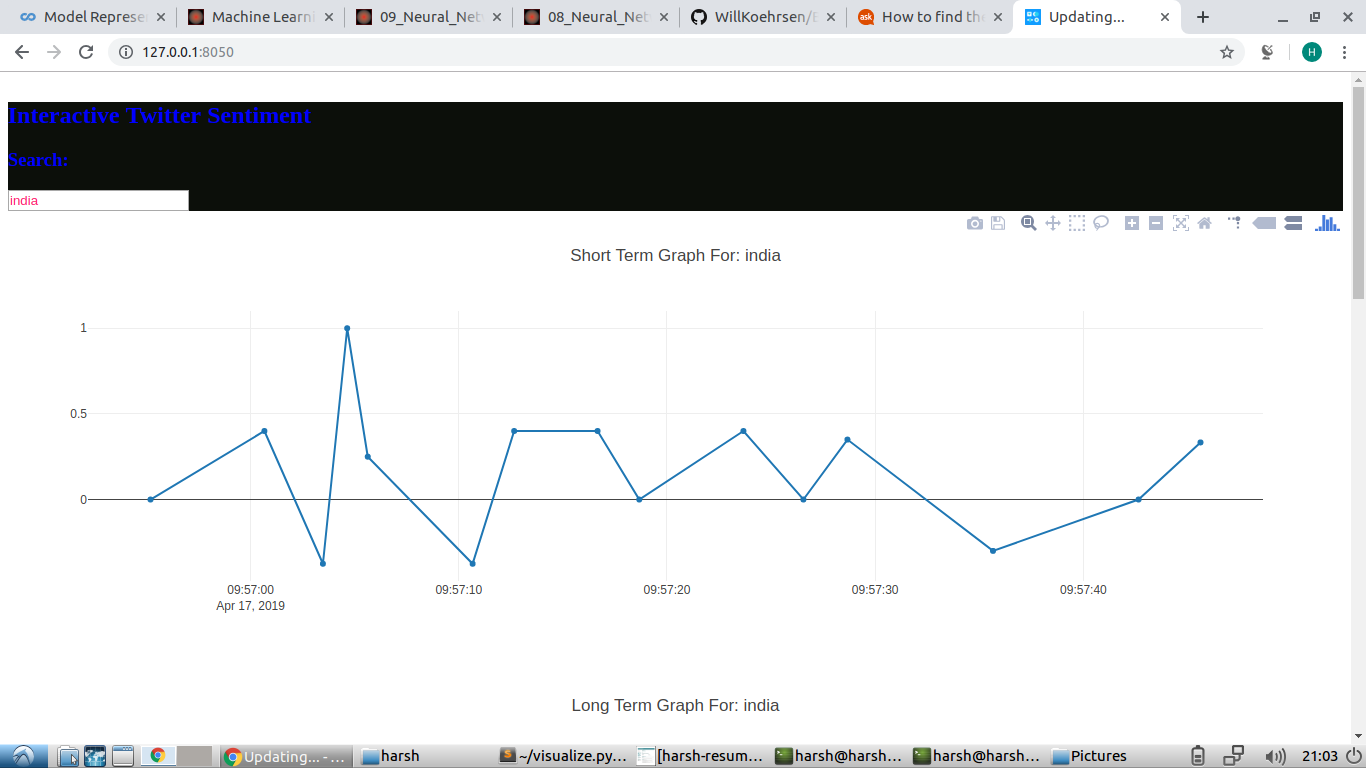 Model Represen
Machine Learni
09_Neural_Net
08_Neural_Net
WillKoehrsen/
How to find the
Updating...
127.0.0.1:8050
H
Interactive Twitter Sentiment
Search:
india
Short Term Graph For: india
1
0.5
0
09:57:00
09:57:10
09:57:20
09:57:30
09:57:40
Apr 17, 2019
Long Term Graph For: india
Updating... - ...
harsh
~/visualize.py...
[harsh-resum...
harsh@harsh...
harsh@harsh...
Pictures
21:03